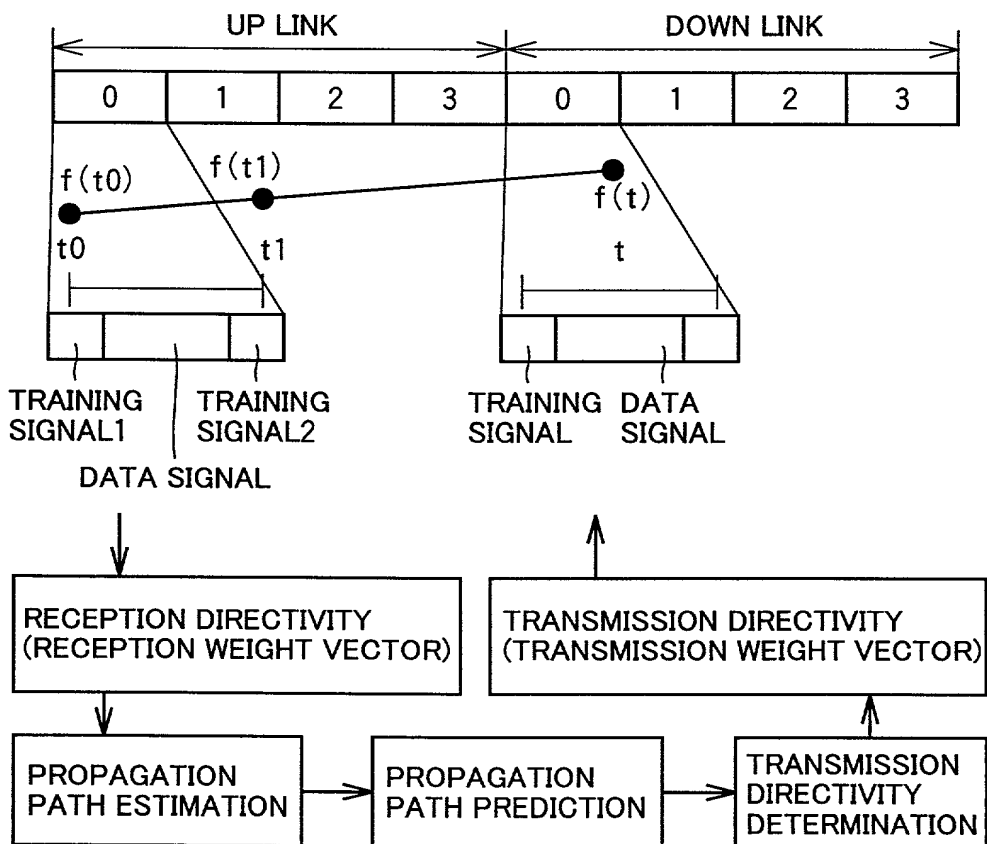 UP LINK DOWN LINK
0 1 2 3 0 1 2 3
f(t0) f(t1) f(t)
t0 t1 t
TRAINING SIGNAL1
TRAINING SIGNAL2
DATA SIGNAL
TRAINING SIGNAL
DATA SIGNAL
RECEPTION DIRECTIVITY
(RECEPTION WEIGHT VECTOR)
TRANSMISSION DIRECTIVITY
(TRANSMISSION WEIGHT VECTOR)
PROPAGATION
PATH ESTIMATION
PROPAGATION
PATH PREDICTION
TRANSMISSION
DIRECTIVITY
DETERMINATION